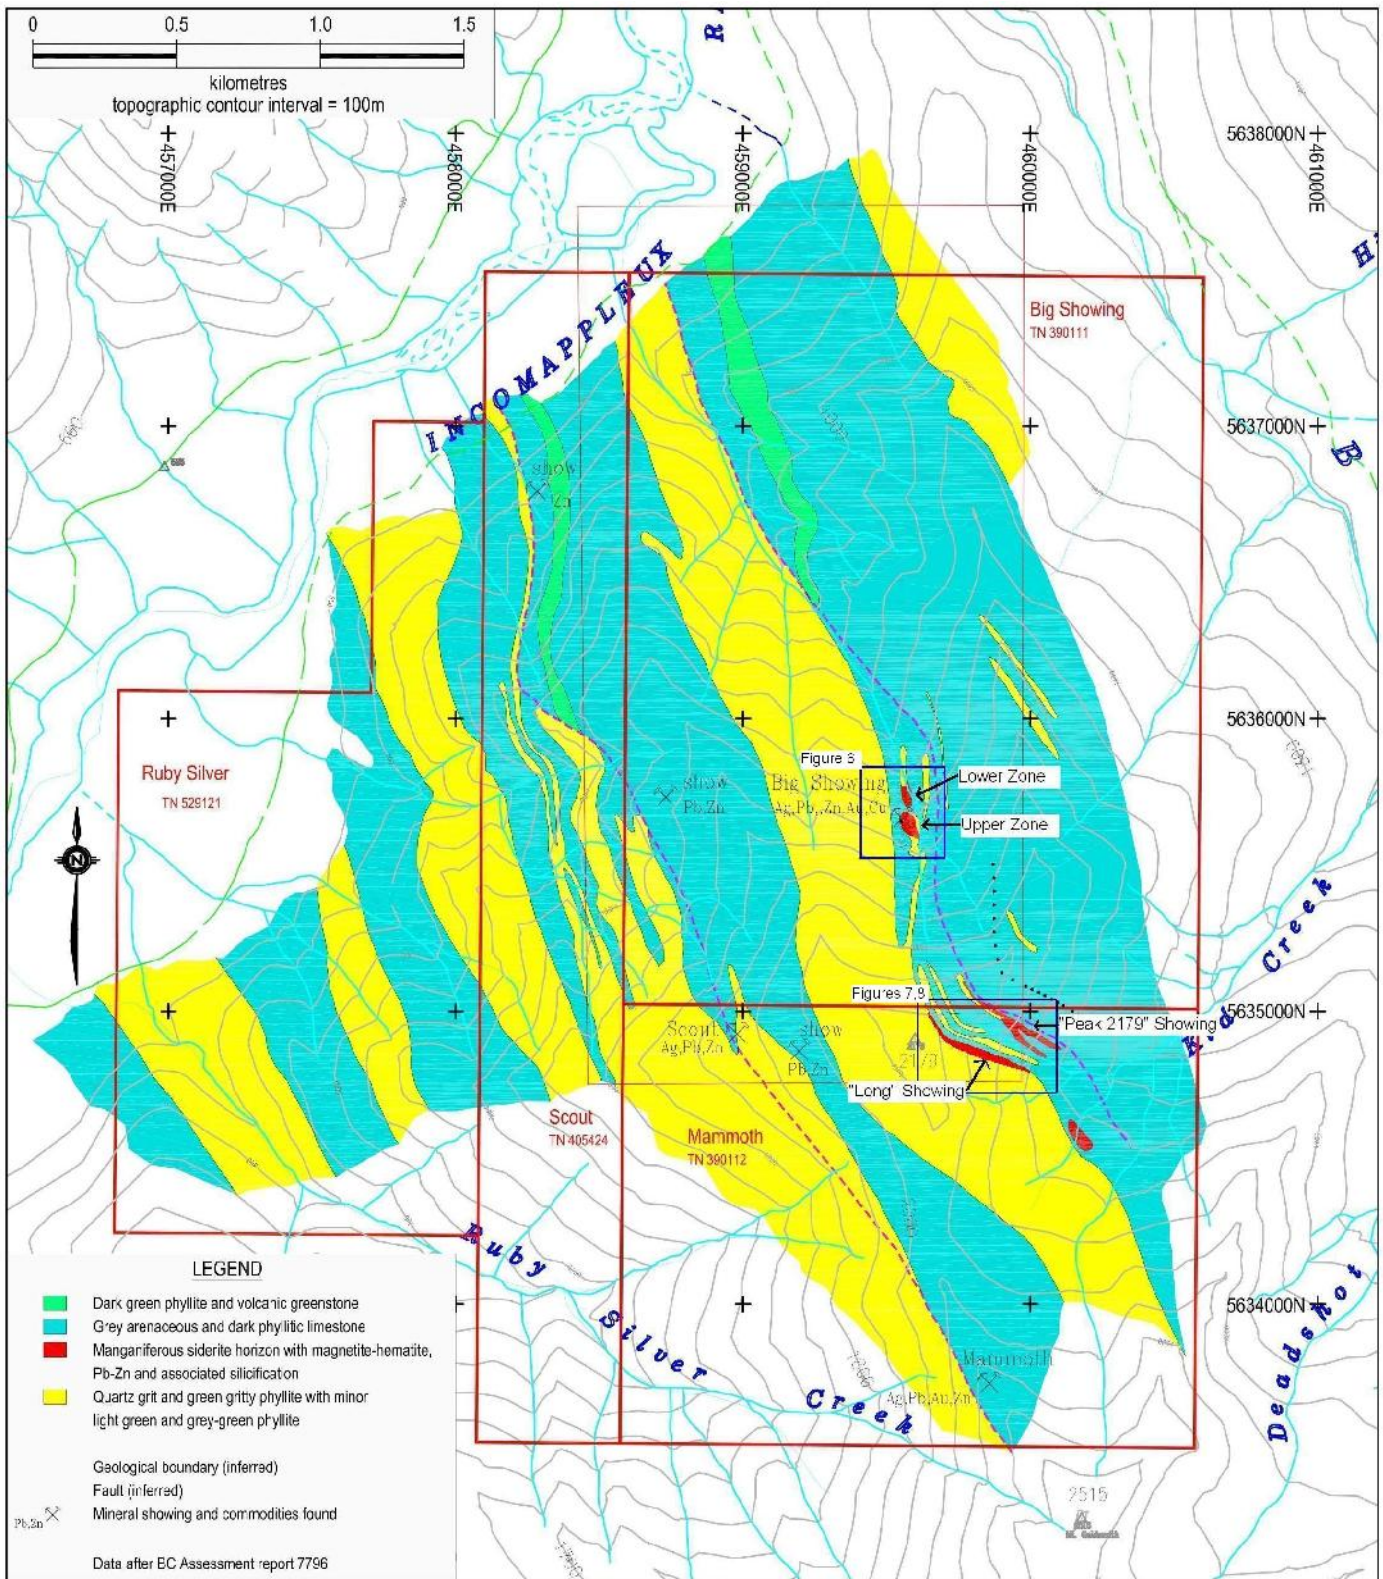 0 0.5 1.0 1.5
kilometres
topographic contour interval = 100m
R
457000E
458000E
459000E
460000E
461000E
5638000N
INCOMAPPLEUX
H
B
Big Showing
TN 390111
5637000N
show
Zn
5636000N
Ruby Silver
TN 529121
Figure 6
show
Pb,Zn
Big Showing
Ag,Pb,Zn,Au,Cu
Lower Zone
Upper Zone
N
Creek
Figures 7,8
5635000N
Scout
Ag,Pb,Zn
show
Pb,Zn
2179
"Peak 2179" Showing
"Long" Showing
Scout
TN 405424
Mammoth
TN 390112
Ruby Silver Creek
5634000N
Deadshot
Mammoth
Ag,Pb,Au,Zn
2515
LEGEND
Dark green phyllite and volcanic greenstone
Grey arenaceous and dark phyllitic limestone
Manganiferous siderite horizon with magnetite-hematite,
Pb-Zn and associated silicification
Quartz grit and green gritty phyllite with minor
light green and grey-green phyllite
Geological boundary (inferred)
Fault (inferred)
Pb,Zn Mineral showing and commodities found
Data after BC Assessment report 7796